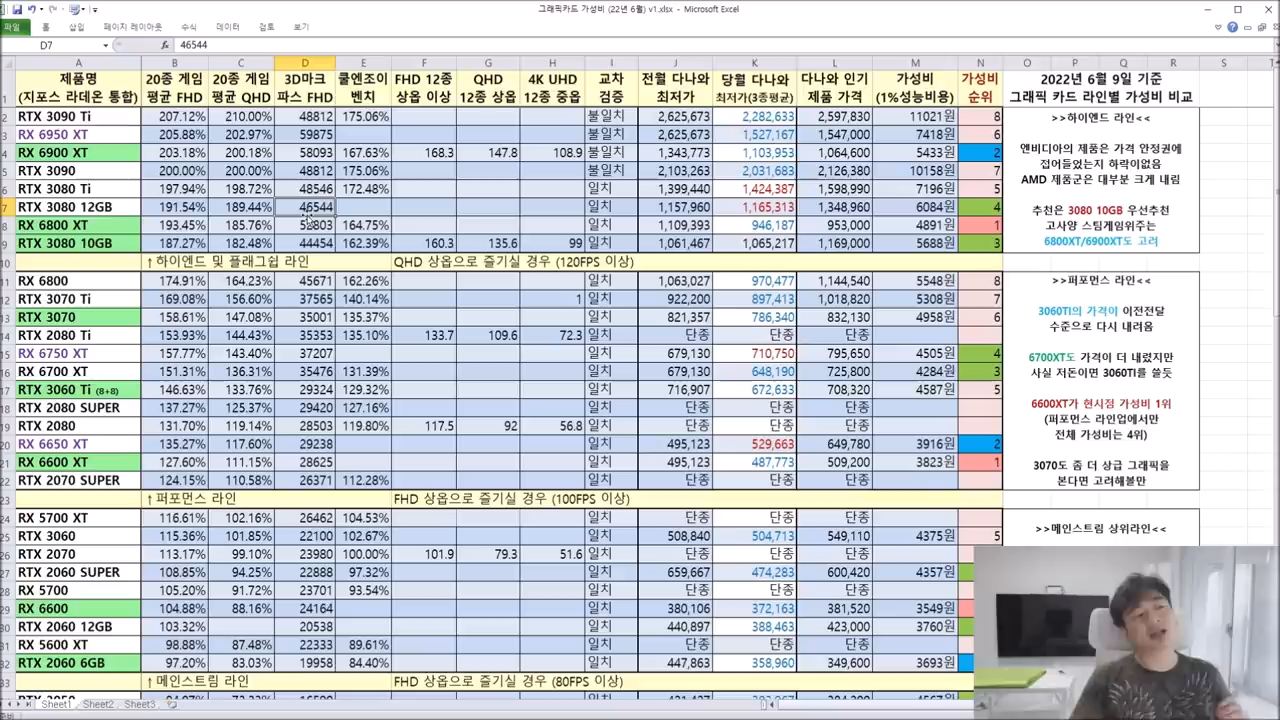 그래픽카드 가성비 (22년 6월) v1.xlsx - Microsoft Excel
파일 홈 삽입 페이지 레이아웃 수식 데이터 검토 보기
D7 fx 46544
A B C D E F G H I J K L M N O P Q R S T
제품명 20종 게임 20종 게임 3D마크 쿨엔조이 FHD 12종 QHD 4K UHD 교차 전월 다나와 당월 다나와 다나와 인기 가성비 가성비 2022년 6월 9일 기준
1 (지포스 라데온 통합) 평균 FHD 평균 QHD 파스 FHD 벤치 상옵 이상 12종 상옵 12종 중옵 검증 최저가 최저가(3종평균) 제품 가격 (1%성능비용) 순위 그래픽 카드 라인별 가성비 비교
2 RTX 3090 Ti 207.12% 210.00% 48812 175.06% 불일치 2,625,673 2,282,633 2,597,830 11021원 8 >>하이엔드 라인<<
3 RX 6950 XT 205.88% 202.97% 59875 불일치 2,625,673 1,527,167 1,547,000 7418원 6
4 RX 6900 XT 203.18% 200.18% 58093 167.63% 168.3 147.8 108.9 불일치 1,343,773 1,103,953 1,064,600 5433원 2 엔비디아의 제품은 가격 안정권에
5 RTX 3090 200.00% 200.00% 48812 175.06% 불일치 2,103,263 2,031,683 2,126,380 10158원 7 접어들었는지 하락이없음
6 RTX 3080 Ti 197.94% 198.72% 48546 172.48% 일치 1,399,440 1,424,387 1,598,990 7196원 5 AMD 제품군은 대부분 크게 내림
7 RTX 3080 12GB 191.54% 189.44% 46544 일치 1,157,960 1,165,313 1,348,960 6084원 4 추천은 3080 10GB 우선추천
8 RX 6800 XT 193.45% 185.76% 164.75% 일치 1,109,393 946,187 953,000 4891원 1 고사양 스팀게임위주는
9 RTX 3080 10GB 187.27% 182.48% 44454 162.39% 160.3 135.6 99 일치 1,061,467 1,065,217 1,169,000 5688원 3 6800XT/6900XT도 고려
10 ↑하이엔드 및 플래그쉽 라인 QHD 상옵으로 즐기실 경우 (120FPS 이상)
11 RX 6800 174.91% 164.23% 45671 162.26% 일치 1,063,027 970,477 1,144,540 5548원 8 >>퍼포먼스 라인<<
12 RTX 3070 Ti 169.08% 156.60% 37565 140.14% 1 일치 922,200 897,413 1,018,820 5308원 7
13 RTX 3070 158.61% 147.08% 35001 135.37% 일치 821,357 786,340 832,130 4958원 6 3060TI의 가격이 이전전달
14 RTX 2080 Ti 153.93% 144.43% 35353 135.10% 133.7 109.6 72.3 일치 단종 단종 단종 수준으로 다시 내려옴
15 RX 6750 XT 157.77% 143.40% 37207 일치 679,130 710,750 795,650 4505원 4 6700XT도 가격이 더 내렸지만
16 RX 6700 XT 151.31% 136.31% 35476 131.39% 일치 679,130 648,190 725,800 4284원 3 사실 저돈이면 3060TI를 쓸듯
17 RTX 3060 Ti (8+8) 146.63% 133.76% 29324 129.32% 일치 716,907 672,633 708,320 4587원 5
18 RTX 2080 SUPER 137.27% 125.37% 29420 127.16% 일치 단종 단종 단종 6600XT가 현시점 가성비 1위
19 RTX 2080 131.70% 119.14% 28503 119.80% 117.5 92 56.8 일치 단종 단종 단종 (퍼포먼스 라인업에서만
20 RX 6650 XT 135.27% 117.60% 29238 일치 495,123 529,663 649,780 3916원 2 전체 가성비는 4위)
21 RX 6600 XT 127.60% 111.15% 28625 일치 495,123 487,773 509,200 3823원 1 3070도 좀 더 상급 그래픽을
22 RTX 2070 SUPER 124.15% 110.58% 26371 112.28% 일치 단종 단종 단종 본다면 고려해볼만
23 ↑퍼포먼스 라인 FHD 상옵으로 즐기실 경우 (100FPS 이상)
24 RX 5700 XT 116.61% 102.16% 26462 104.53% 일치 단종 단종 단종 >>메인스트림 상위라인<<
25 RTX 3060 115.36% 101.85% 22100 102.67% 일치 508,840 504,713 549,110 4375원 5
26 RTX 2070 113.17% 99.10% 23980 100.00% 101.9 79.3 51.6 일치 단종 단종 단종
27 RTX 2060 SUPER 108.85% 94.25% 22888 97.32% 일치 659,667 474,283 600,420 4357원
28 RX 5700 105.20% 91.72% 23701 93.54% 일치 단종 단종 단종
29 RX 6600 104.88% 88.16% 24164 일치 380,106 372,163 381,520 3549원
30 RTX 2060 12GB 103.32% 20538 일치 440,897 388,463 423,000 3760원
31 RX 5600 XT 98.88% 87.48% 22333 89.61% 일치 단종 단종 단종
32 RTX 2060 6GB 97.20% 83.03% 19958 84.40% 일치 447,863 358,960 349,600 3693원
33 ↑메인스트림 라인 FHD 상옵으로 즐기실 경우 (80FPS 이상)
Sheet1 Sheet2 Sheet3